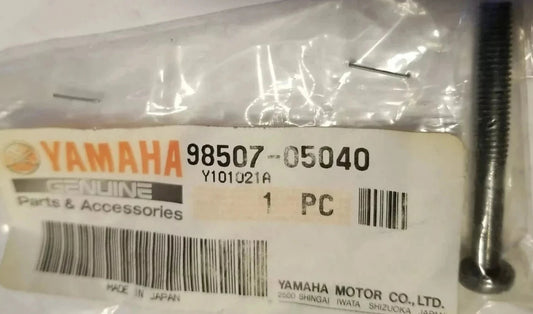 YAMAHA 98507-05040
GENUINE Y101021A
Parts & Accessories 1 PC
MADE IN JAPAN
YAMAHA MOTOR CO., LTD.
2500 SHINGAI IWATA SHIZUOKA JAPAN